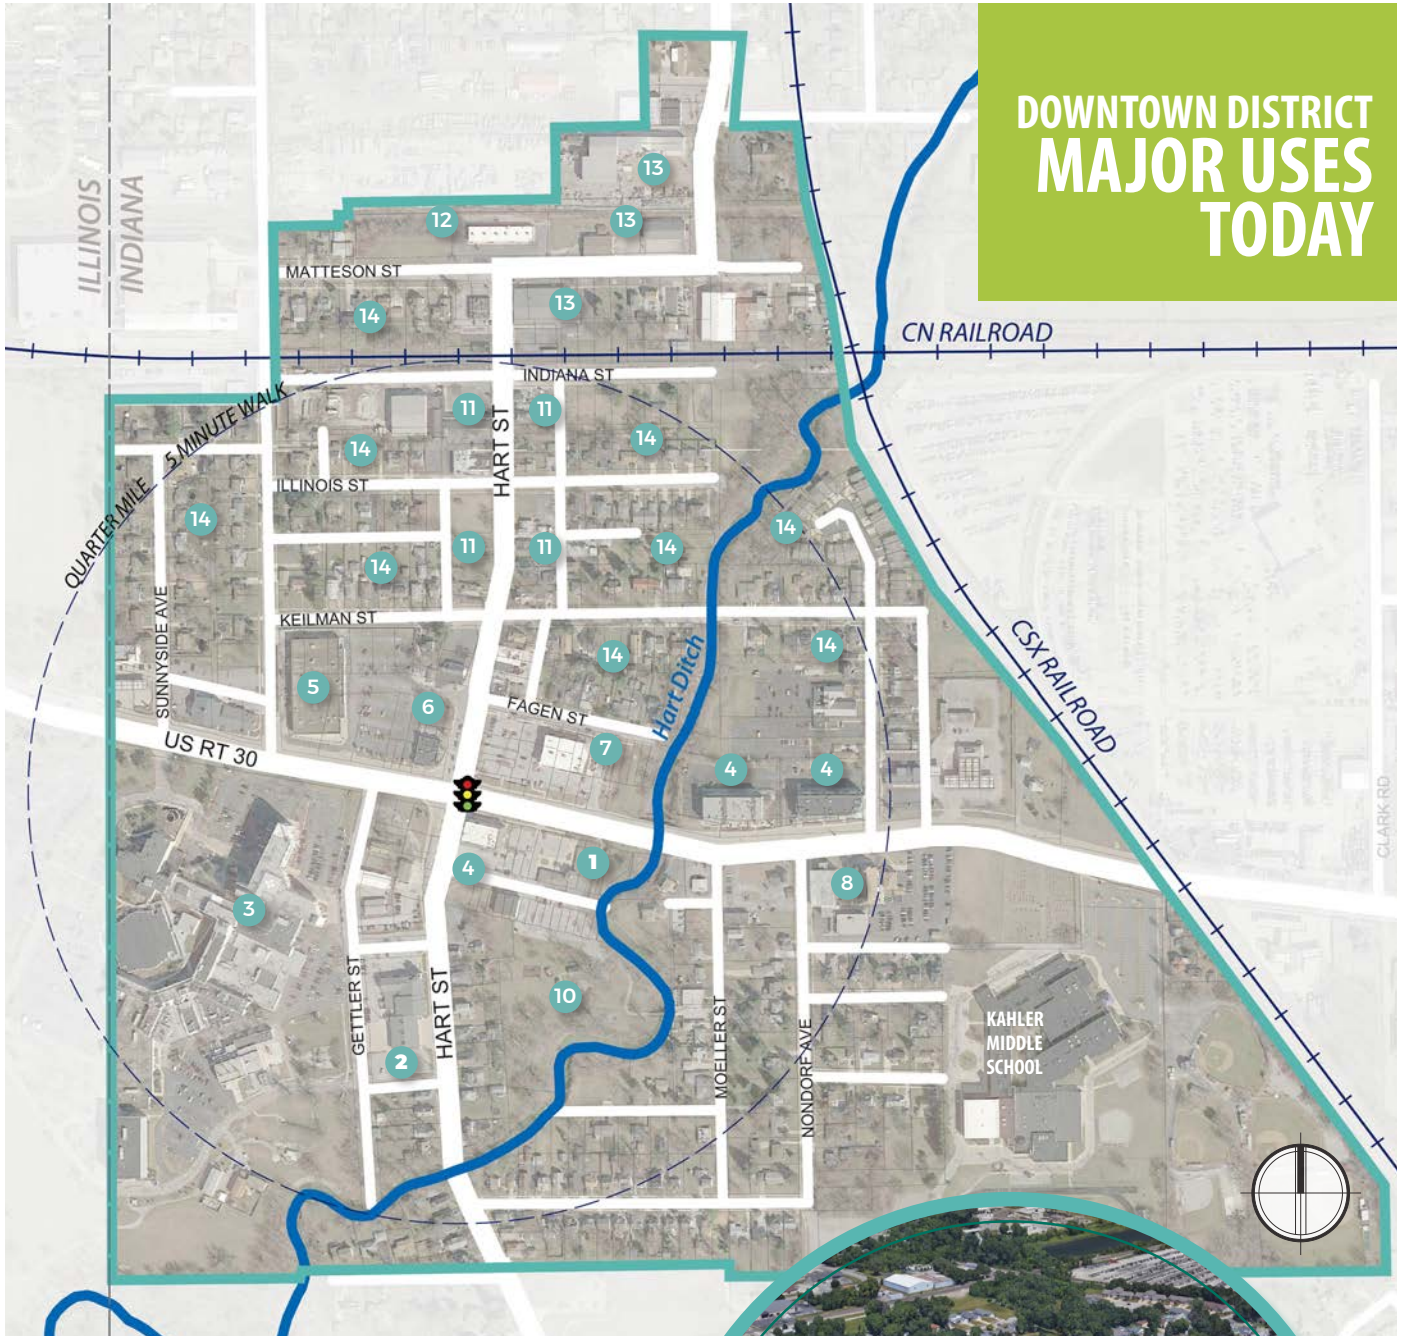 DOWNTOWN DISTRICT
MAJOR USES
TODAY
ILLINOIS
INDIANA
13
12
13
MATTESON ST
14
13
CN RAILROAD
INDIANA ST
5 MINUTE WALK
QUARTER MILE
11
11
HART ST
14
14
ILLINOIS ST
14
11
11
14
14
14
SUNNYSIDE AVE
KEILMAN ST
14
14
Hart Ditch
CSX RAILROAD
5
6
FAGEN ST
7
US RT 30
4
4
CLARK RD
4
1
8
3
10
GETTLER ST
HART ST
2
MOELLER ST
NONDORF AVE
KAHLER
MIDDLE
SCHOOL